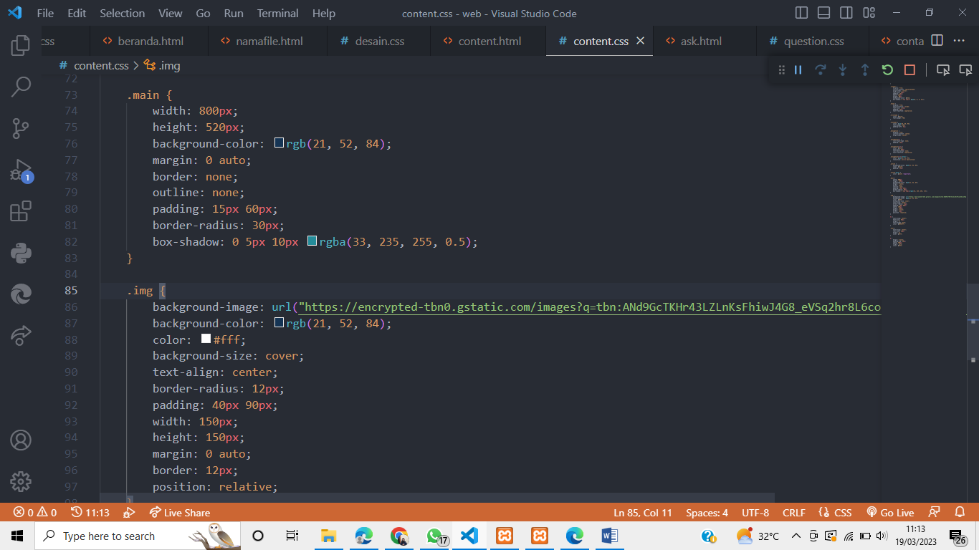 File Edit Selection View Go Run Terminal Help content.css - web - Visual Studio Code
css beranda.html namafile.html # desain.css content.html # content.css ask.html # question.css conta
# content.css > .img
72
73 .main {
74 width: 800px;
75 height: 520px;
76 background-color: rgb(21, 52, 84);
77 margin: 0 auto;
78 border: none;
79 outline: none;
80 padding: 15px 60px;
81 border-radius: 30px;
82 box-shadow: 0 5px 10px rgba(33, 235, 255, 0.5);
83 }
84
85 .img {
86 background-image: url("https://encrypted-tbn0.gstatic.com/images?q=tbn:ANd9GcTKHr43LZLnKsFhiwJ4G8_eVSq2hr8L6co
87 background-color: rgb(21, 52, 84);
88 color: #fff;
89 background-size: cover;
90 text-align: center;
91 border-radius: 12px;
92 padding: 40px 90px;
93 width: 150px;
94 height: 150px;
95 margin: 0 auto;
96 border: 12px;
97 position: relative;
98 }
1
0 0 11:13 Live Share Ln 85, Col 11 Spaces: 4 UTF-8 CRLF CSS Go Live
Type here to search 17 32°C 11:13
19/03/2023 26